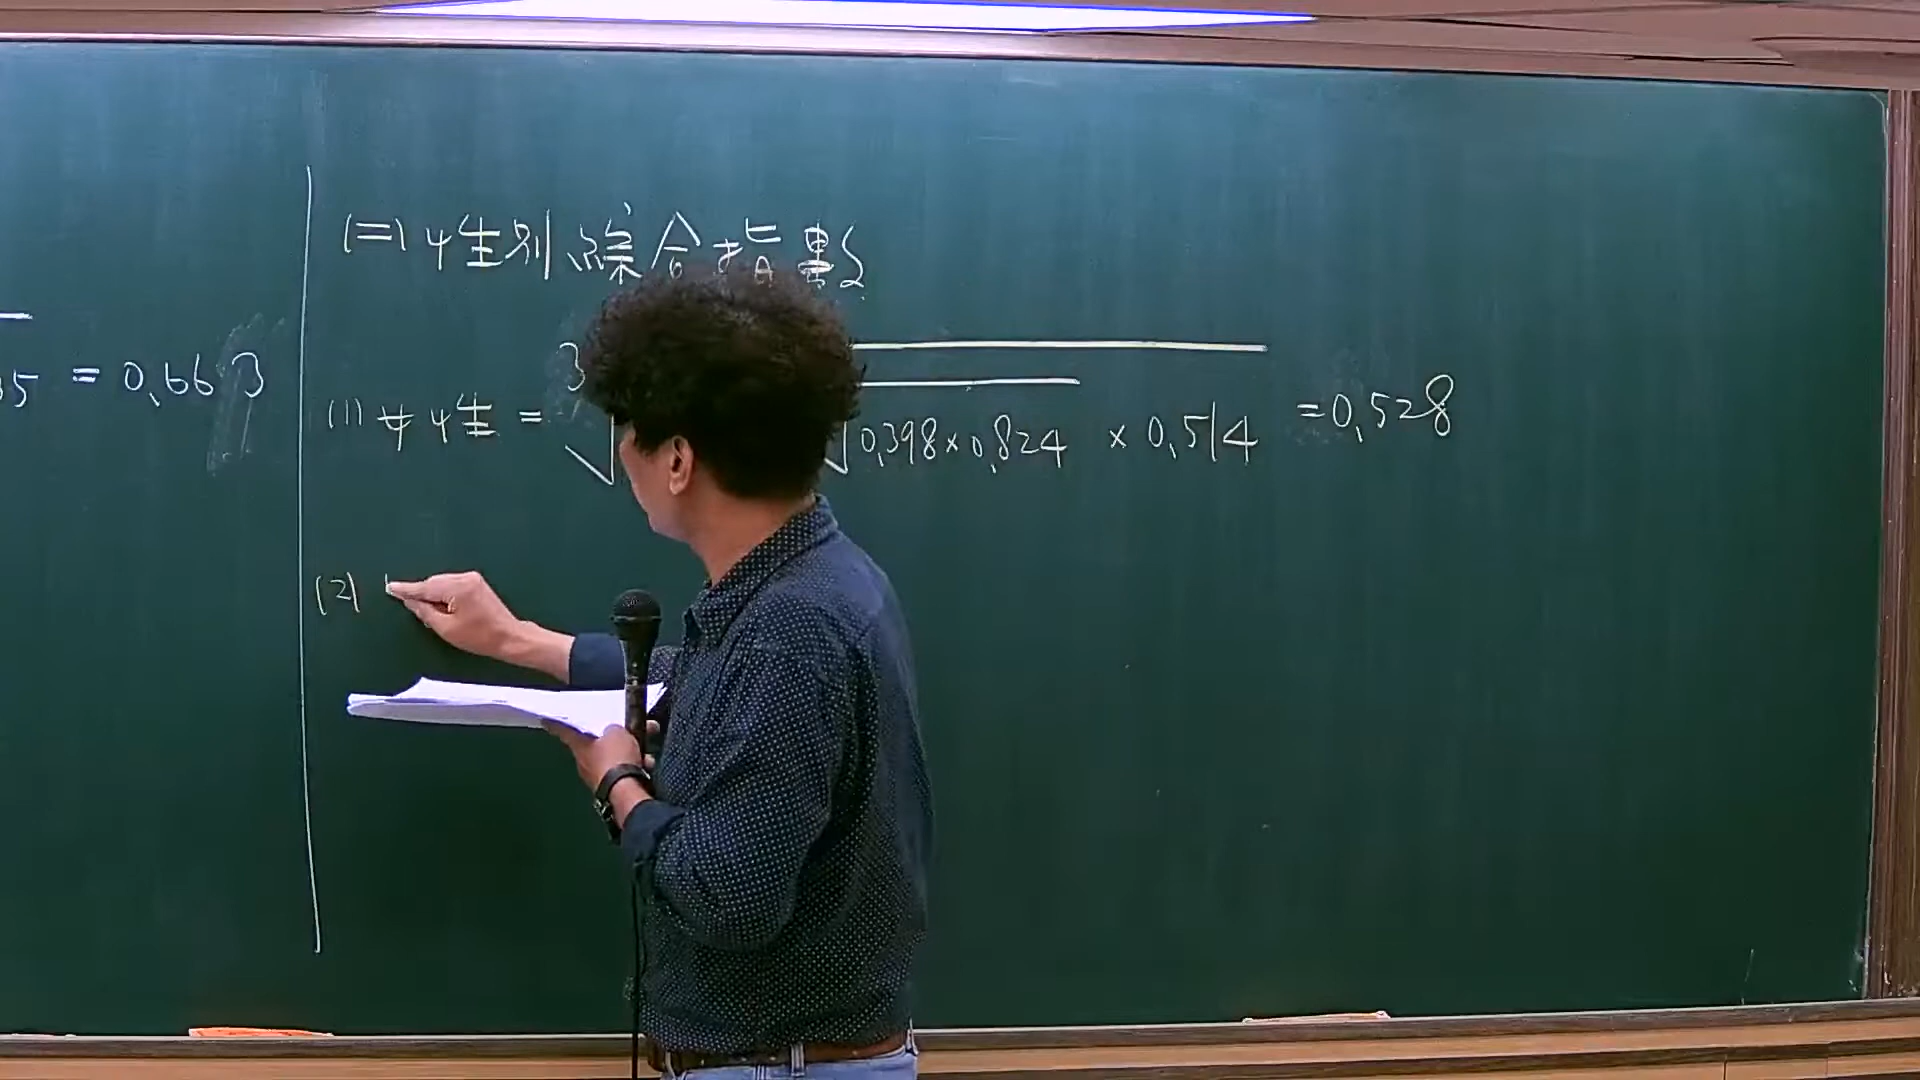 35 = 0.663
(二) 性別綜合指數
(1) 女性 = 3√ √0.398×0.824 × 0.514 = 0.528
(2)